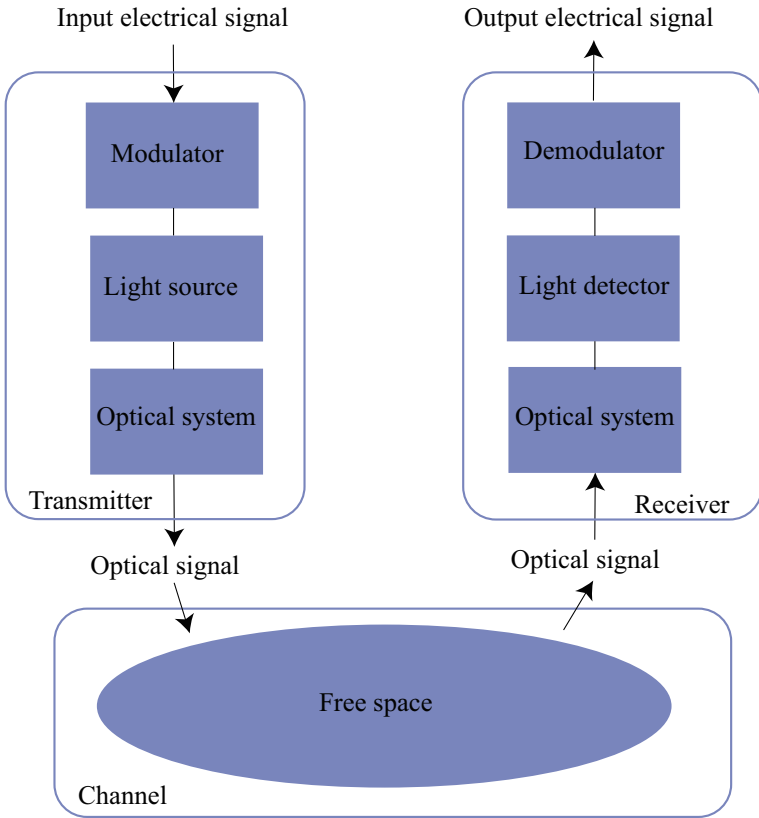 Input electrical signal
Modulator
Light source
Optical system
Transmitter
Optical signal
Free space
Channel
Optical signal
Optical system
Receiver
Light detector
Demodulator
Output electrical signal